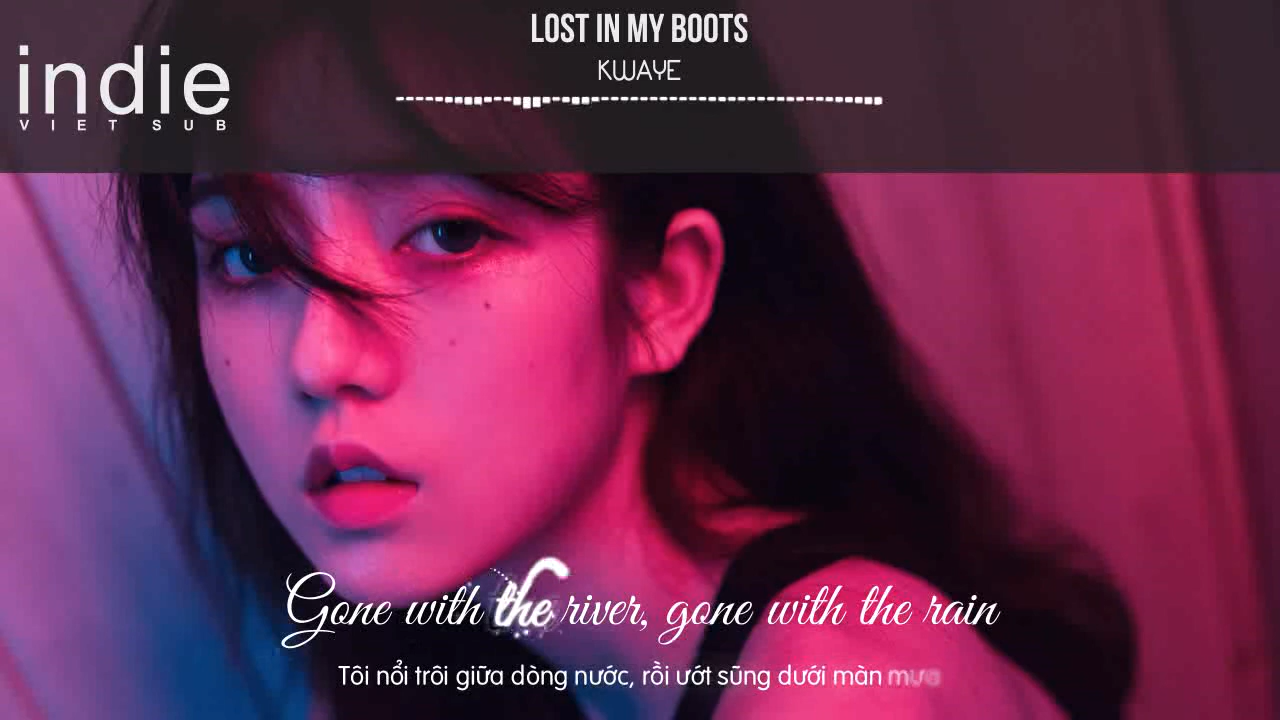 LOST IN MY BOOTS
KWAYE
indie
VIET SUB
Gone with the river, gone with the rain
Tôi nổi trôi giữa dòng nước, rồi ướt sũng dưới màn mưa